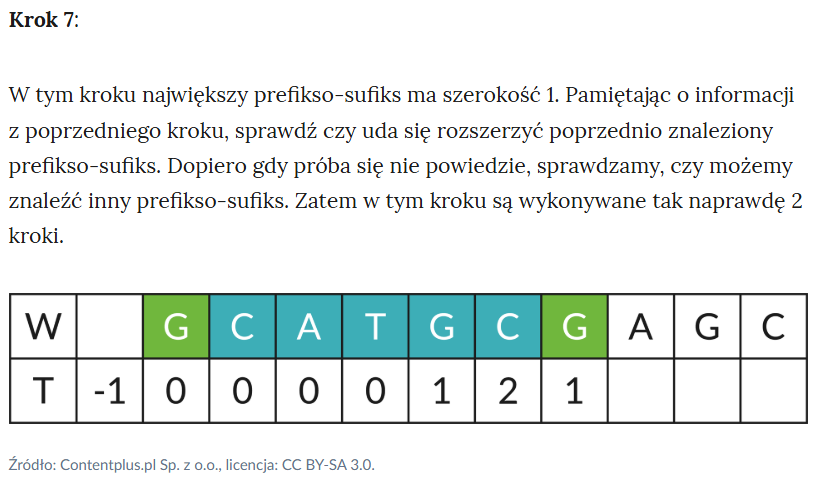 Krok 7:
W tym kroku największy prefikso-sufiks ma szerokość 1. Pamiętając o informacji
z poprzedniego kroku, sprawdź czy uda się rozszerzyć poprzednio znaleziony
prefikso-sufiks. Dopiero gdy próba się nie powiedzie, sprawdzamy, czy możemy
znaleźć inny prefikso-sufiks. Zatem w tym kroku są wykonywane tak naprawdę 2
kroki.
W G C A T G C G A G C
T -1 0 0 0 0 1 2 1
Źródło: Contentplus.pl Sp. z o.o., licencja: CC BY-SA 3.0.